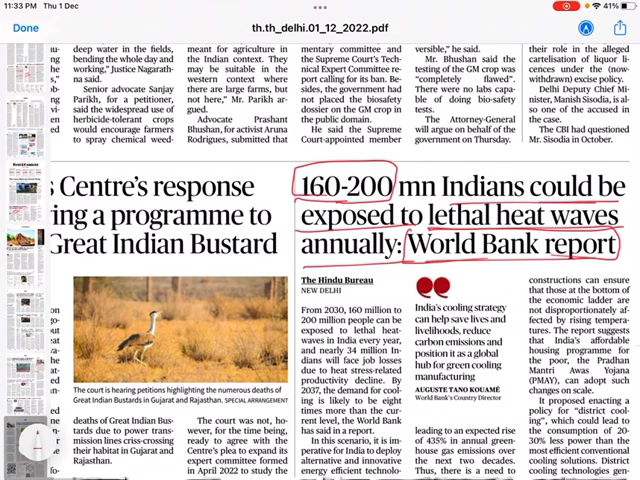 11:33 PM Thu 1 Dec
41%
Done
th.th_delhi.01_12_2022.pdf
deep water in the fields,
bending the whole day and
working," Justice Nagarath-
na said.
Senior advocate Sanjay
Parikh, for a petitioner,
said the widespread use of
herbicide-tolerant crops
would encourage farmers
to spray chemical weed-
meant for agriculture in
the Indian context. They
may be suitable in the
western context where
there are large farms, but
not here," Mr. Parikh ar-
gued.
Advocate Prashant
Bhushan, for activist Aruna
Rodrigues, submitted that
mentary committee and
the Supreme Court's Tech-
nical Expert Committee re-
port calling for its ban. Be-
sides, the government had
not placed the biosafety
dossier on the GM crop in
the public domain.
He said the Supreme
Court-appointed member
versible," he said.
Mr. Bhushan said the
testing of the GM crop was
"completely flawed".
There were no labs capa-
ble of doing bio-safety
tests.
The Attorney-General
will argue on behalf of the
government on Thursday.
their role in the alleged
cartelisation of liquor li-
cences under the (now-
withdrawn) excise policy.
Delhi Deputy Chief Mi-
nister, Manish Sisodia, is al-
so one of the accused in
the case.
The CBI had questioned
Mr. Sisodia in October.
s Centre's response
ing a programme to
Great Indian Bustard
The court is hearing petitions highlighting the numerous deaths of
Great Indian Bustards in Gujarat and Rajasthan. SPECIAL ARRANGEMENT
deaths of Great Indian Bus-
tards due to power trans-
mission lines criss-crossing
their habitat in Gujarat and
Rajasthan.
The court was not, ho-
wever, for the time being,
ready to agree with the
Centre's plea to expand its
expert committee formed
in April 2022 to study the
160-200 mn Indians could be
exposed to lethal heat waves
annually: World Bank report
The Hindu Bureau
NEW DELHI
From 2030, 160 million to
200 million people can be
exposed to lethal heat-
waves in India every year,
and nearly 34 million In-
dians will face job losses
due to heat stress-related
productivity decline. By
2037, the demand for cool-
ing is likely to be eight
times more than the cur-
rent level, the World Bank
has said in a report.
In this scenario, it is im-
perative for India to deploy
alternative and innovative
energy efficient technolo-
India's cooling strategy
can help save lives and
livelihoods, reduce
carbon emissions and
position it as a global
hub for green cooling
manufacturing
AUGUSTE TANO KOUAMÉ
World Bank's Country Director
leading to an expected rise
of 435% in annual green-
house gas emissions over
the next two decades.
Thus, there is a need to
constructions can ensure
that those at the bottom of
the economic ladder are
not disproportionately af-
fected by rising tempera-
tures. The report suggests
that India's affordable
housing programme for
the poor, the Pradhan
Mantri Awas Yojana
(PMAY), can adopt such
changes on scale.
It proposed enacting a
policy for "district cool-
ing", which could lead to
the consumption of 20-
30% less power than the
most efficient conventional
cooling solutions. District
cooling technologies gen-